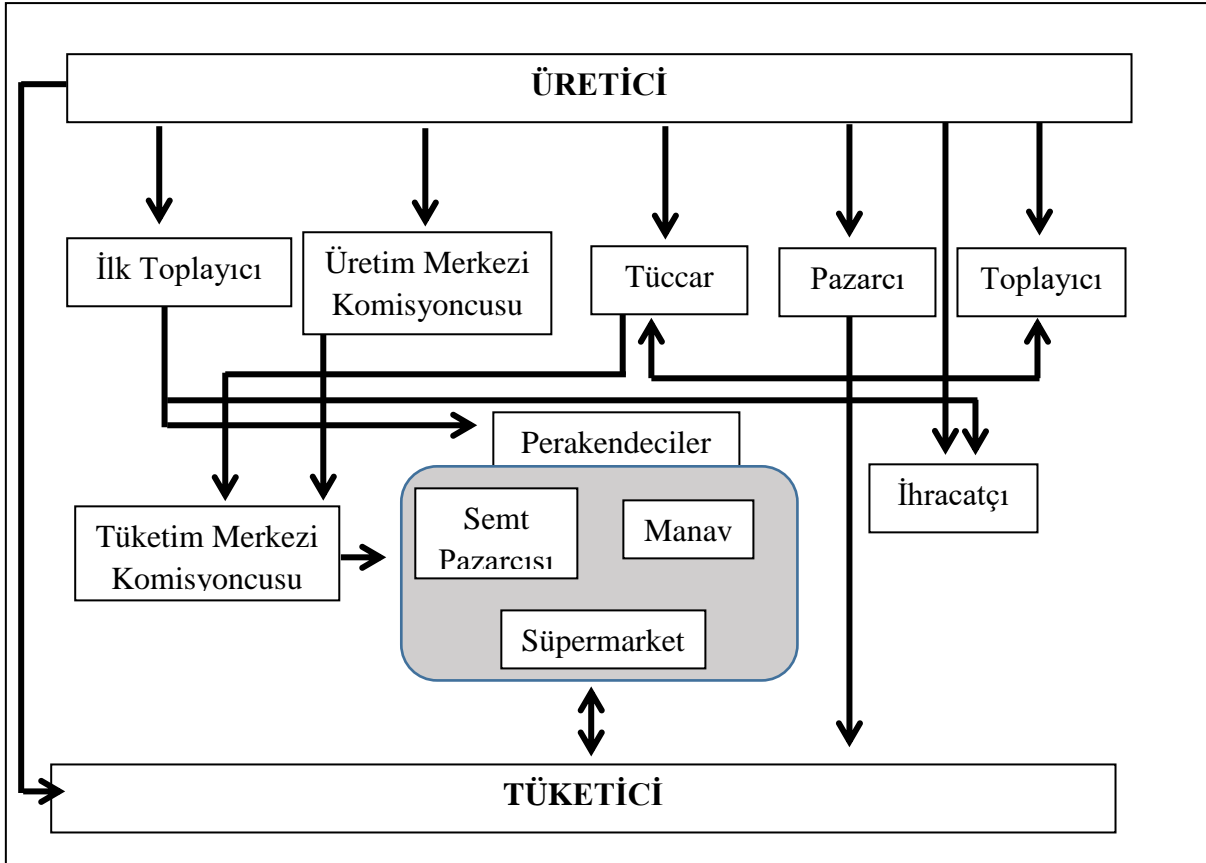 ÜRETİCİ
İlk Toplayıcı
Üretim Merkezi
Komisyoncusu
Tüccar
Pazarcı
Toplayıcı
Perakendeciler
İhracatçı
Tüketim Merkezi
Komisyoncusu
Semt
Pazarcısı
Manav
Süpermarket
TÜKETİCİ